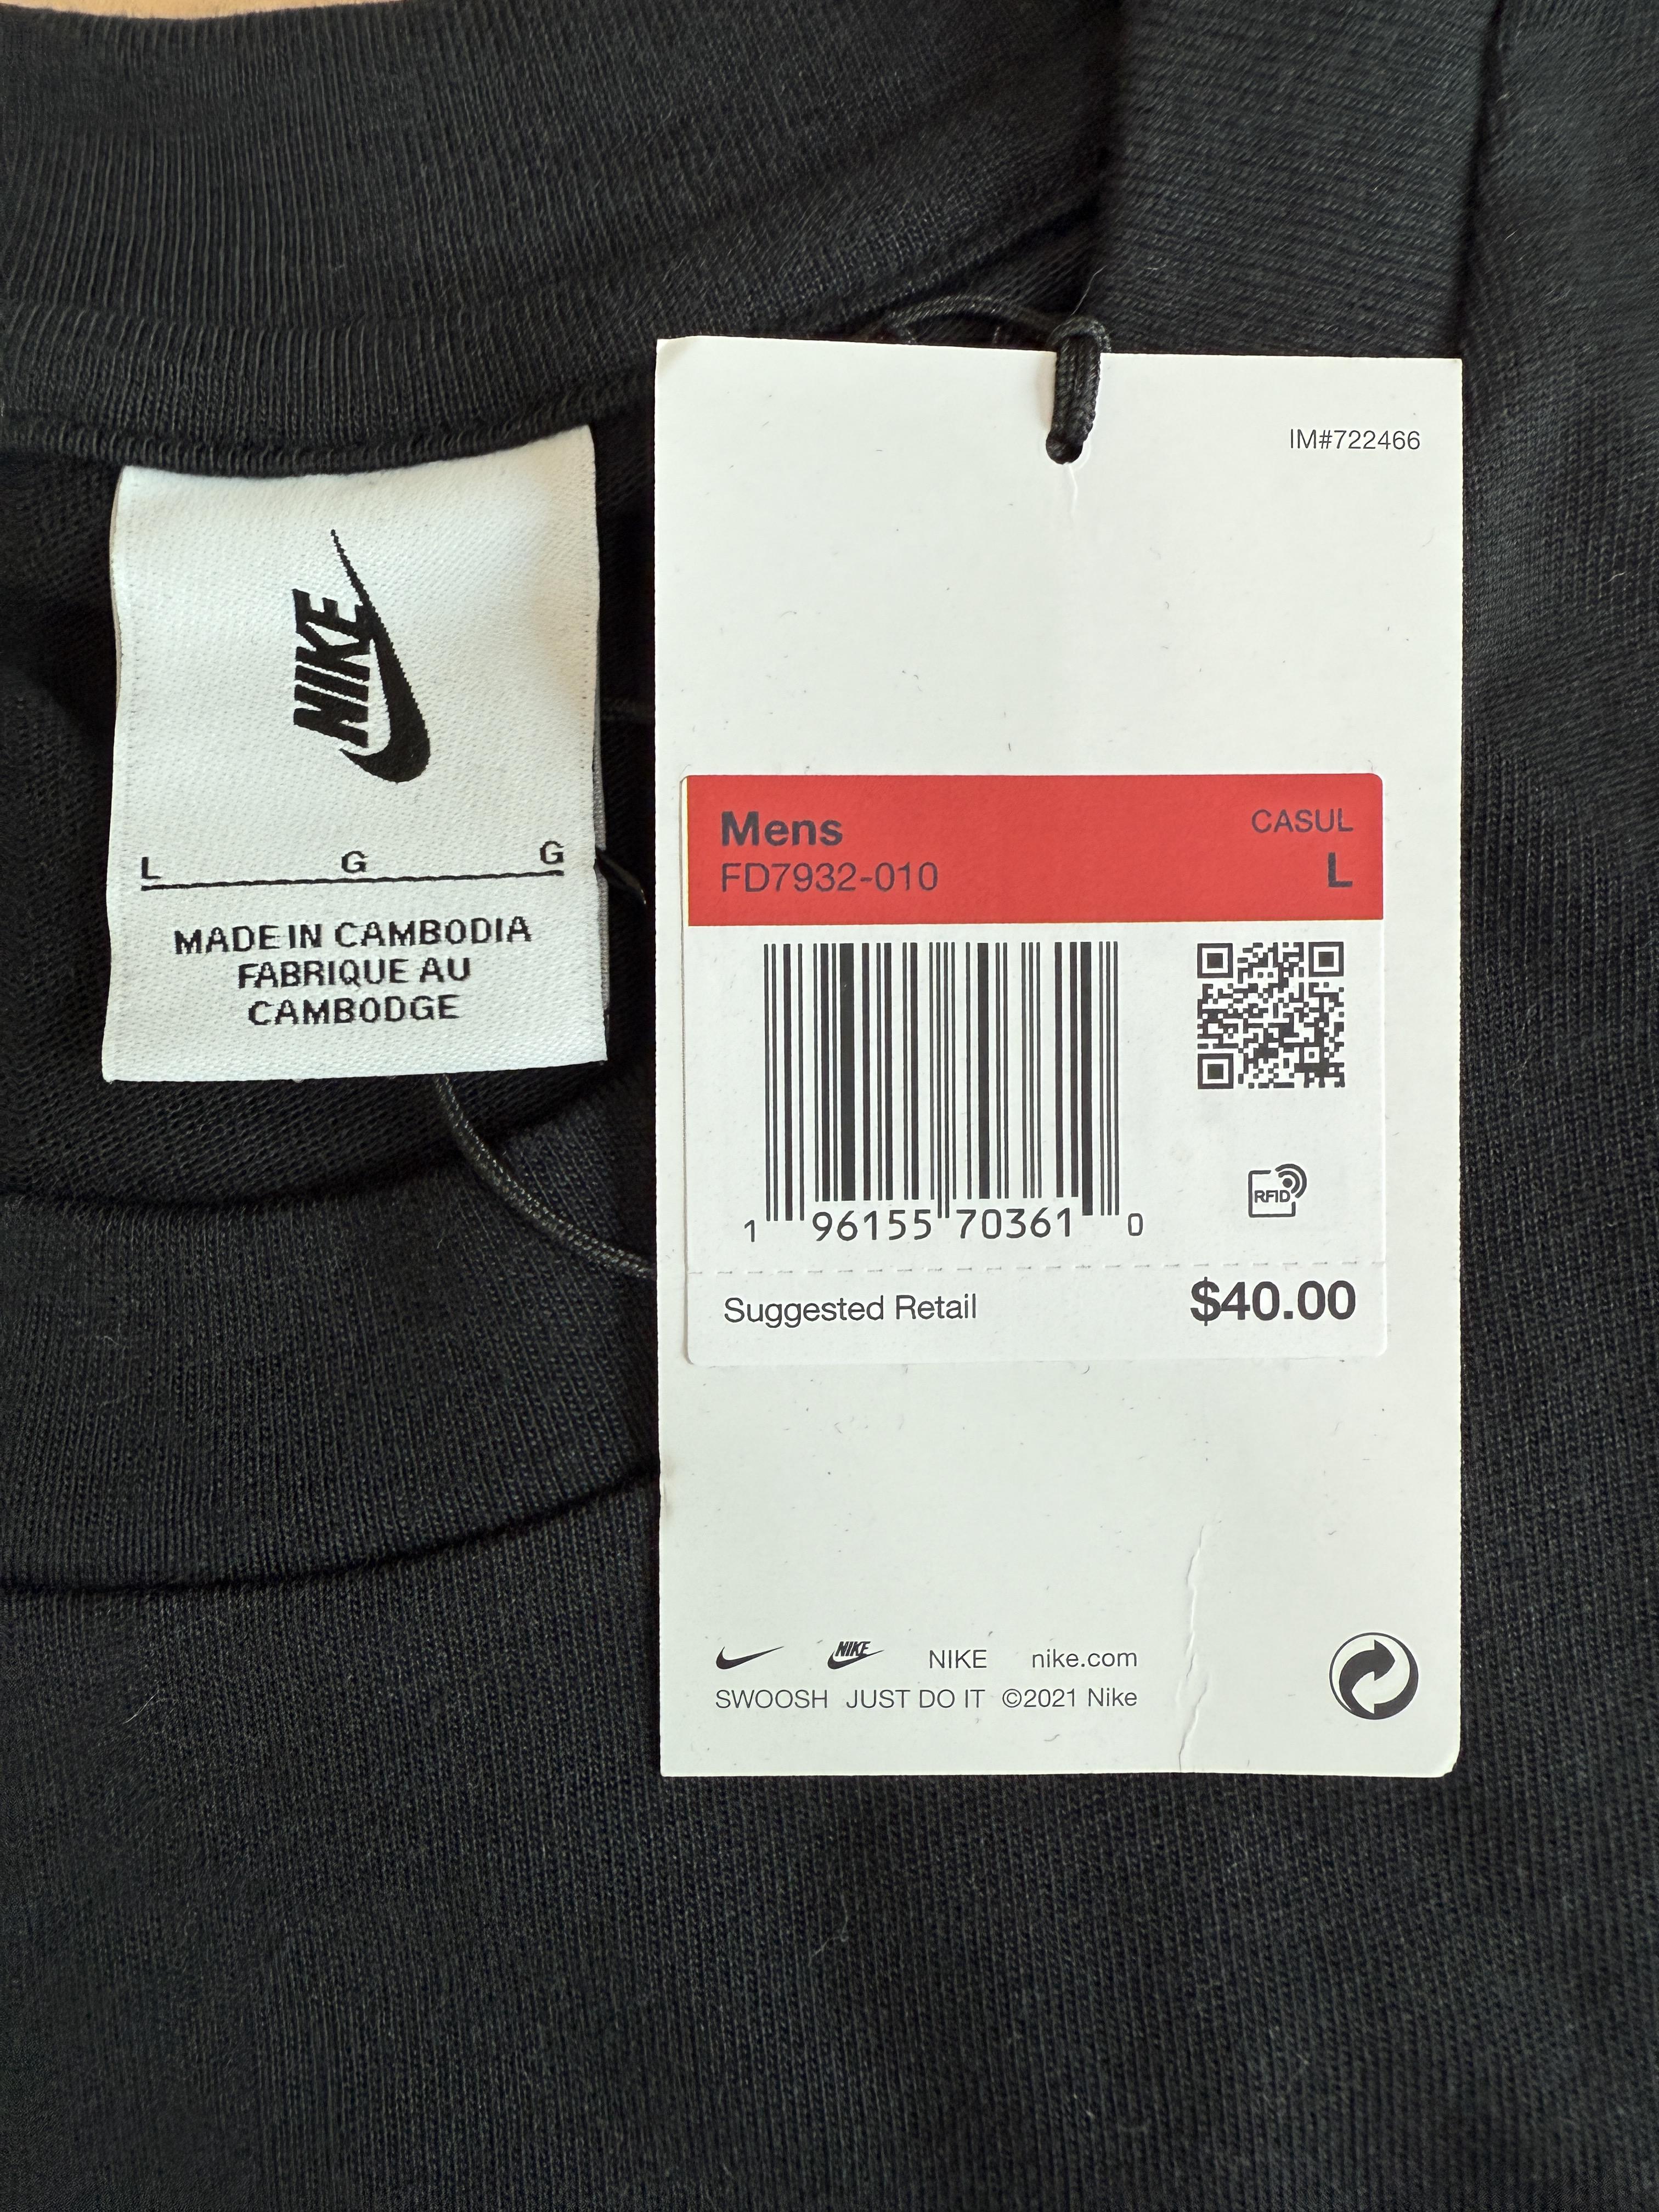 NIKE
L G G
MADE IN CAMBODIA
FABRIQUE AU
CAMBODGE
IM#722466
Mens CASUL
FD7932-010 L
1 96155 70361 0
RFID
Suggested Retail $40.00
NIKE NIKE nike.com
SWOOSH JUST DO IT ©2021 Nike